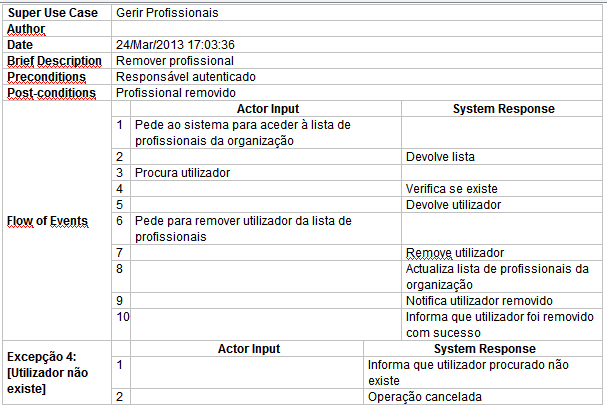 Super Use Case Gerir Profissionais
Author
Date 24/Mar/2013 17:03:36
Brief Description Remover profissional
Preconditions Responsável autenticado
Post-conditions Profissional removido
Flow of Events
Actor Input System Response
1 Pede ao sistema para aceder à lista de
profissionais da organização
2 Devolve lista
3 Procura utilizador
4 Verifica se existe
5 Devolve utilizador
6 Pede para remover utilizador da lista de
profissionais
7 Remove utilizador
8 Actualiza lista de profissionais da
organização
9 Notifica utilizador removido
10 Informa que utilizador foi removido
com sucesso
Excepção 4:
[Utilizador não
existe]
Actor Input System Response
1 Informa que utilizador procurado não
existe
2 Operação cancelada